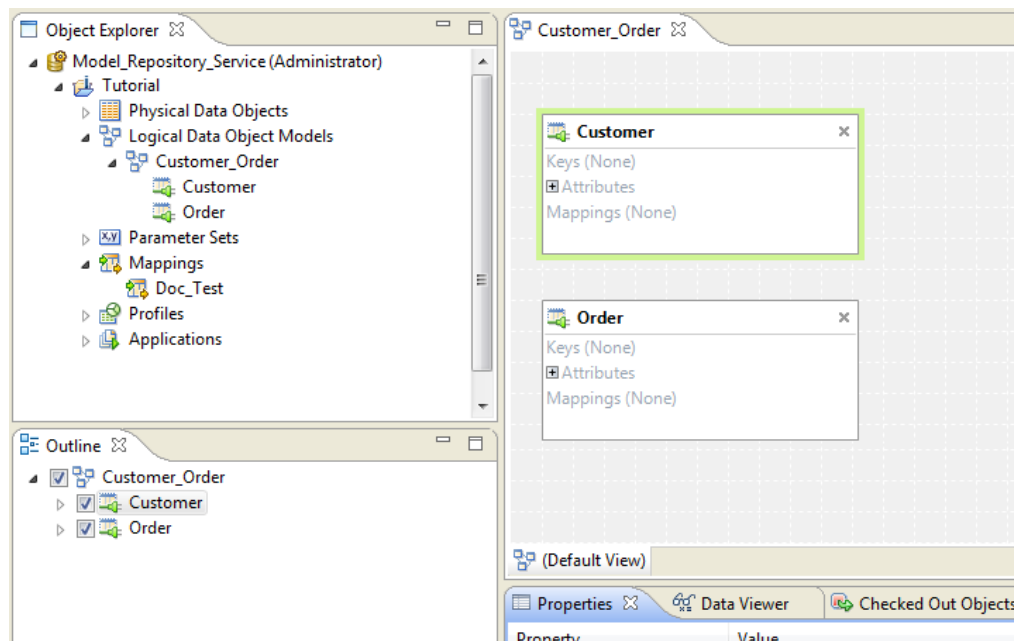 Object Explorer
Model_Repository_Service (Administrator)
Tutorial
Physical Data Objects
Logical Data Object Models
Customer_Order
Customer
Order
Parameter Sets
Mappings
Doc_Test
Profiles
Applications
Outline
Customer_Order
Customer
Order
Customer_Order
Customer
Keys (None)
Attributes
Mappings (None)
Order
Keys (None)
Attributes
Mappings (None)
(Default View)
Properties Data Viewer Checked Out Objects
Property Value